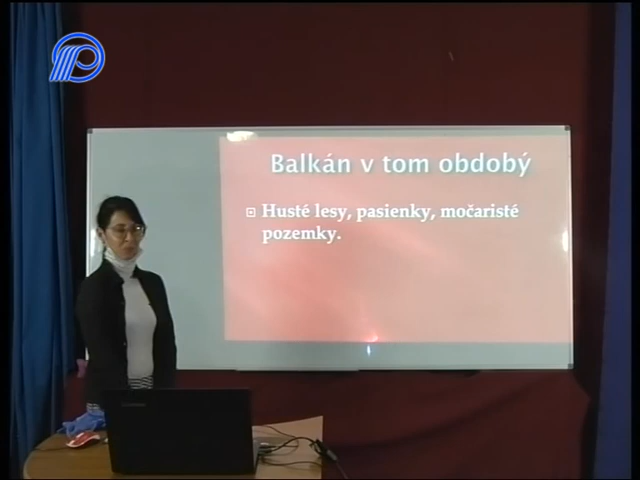 Balkán v tom obdobý
Husté lesy, pasienky, močaristé
pozemky.